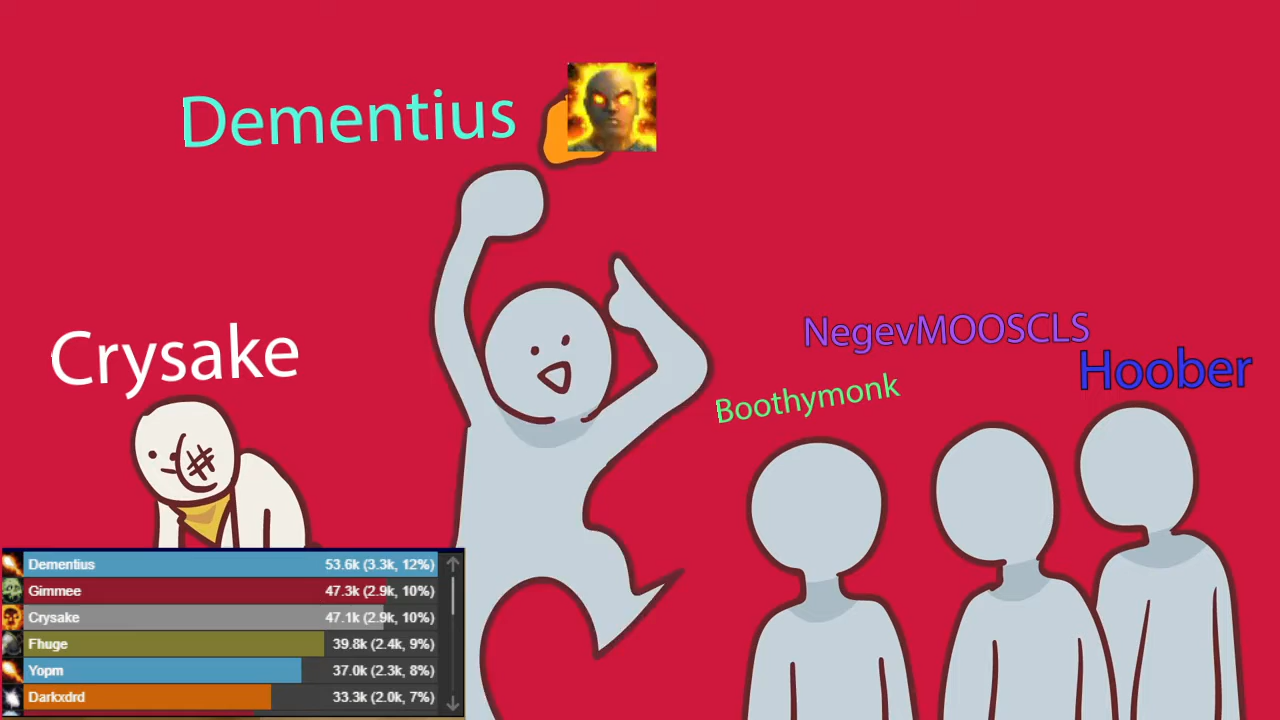 Dementius
Crysake
NegevMOOSCLS
Hoober
Boothymonk
Dementius 53.6k (3.3k, 12%)
Gimmee 47.3k (2.9k, 10%)
Crysake 47.1k (2.9k, 10%)
Fhuge 39.8k (2.4k, 9%)
Yopm 37.0k (2.3k, 8%)
Darkxdrd 33.3k (2.0k, 7%)